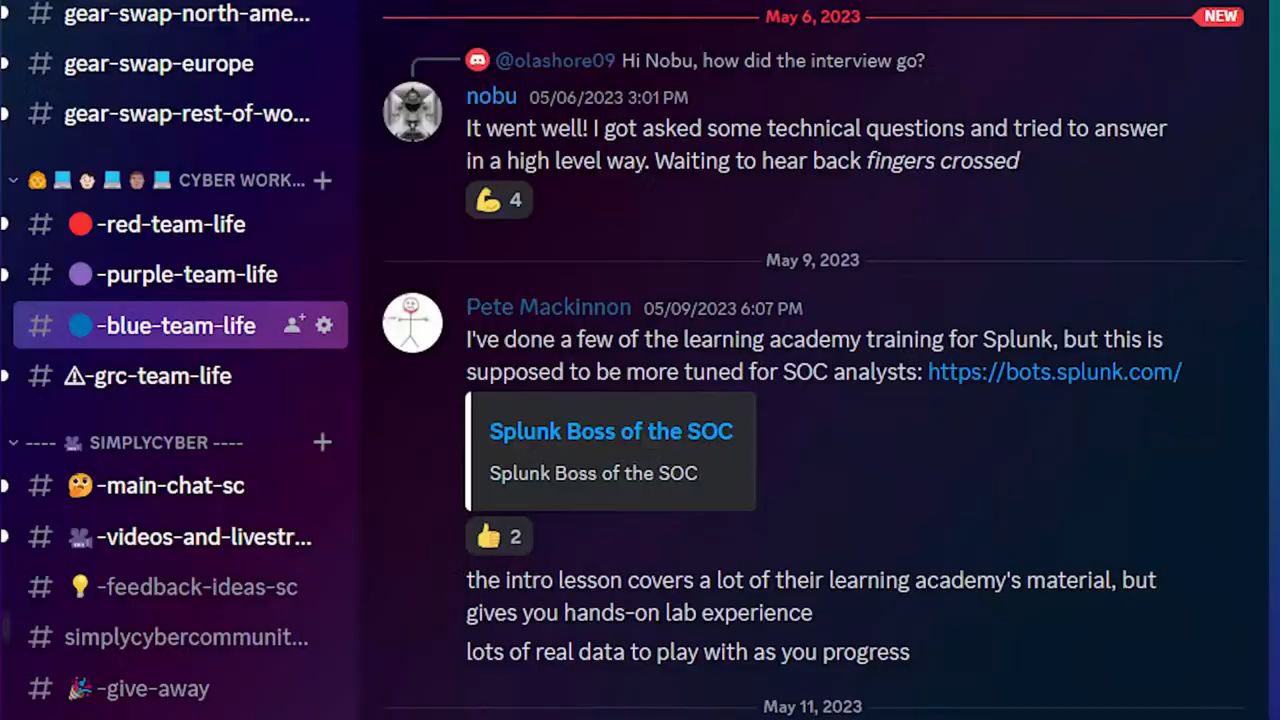 # gear-swap-north-ame...
# gear-swap-europe
# gear-swap-rest-of-wo...
CYBER WORK... +
# 🔴-red-team-life
# 🟣-purple-team-life
# 🔵-blue-team-life
# ⚠-grc-team-life
---- 🎥 SIMPLYCYBER ---- +
# 🤔-main-chat-sc
# 🎥-videos-and-livestr...
# 💡-feedback-ideas-sc
# simplycybercommunit...
# 🎉-give-away
May 6, 2023 NEW
@olashore09 Hi Nobu, how did the interview go?
nobu 05/06/2023 3:01 PM
It went well! I got asked some technical questions and tried to answer
in a high level way. Waiting to hear back fingers crossed
💪 4
May 9, 2023
Pete Mackinnon 05/09/2023 6:07 PM
I've done a few of the learning academy training for Splunk, but this is
supposed to be more tuned for SOC analysts: https://bots.splunk.com/
Splunk Boss of the SOC
Splunk Boss of the SOC
👍 2
the intro lesson covers a lot of their learning academy's material, but
gives you hands-on lab experience
lots of real data to play with as you progress
May 11, 2023